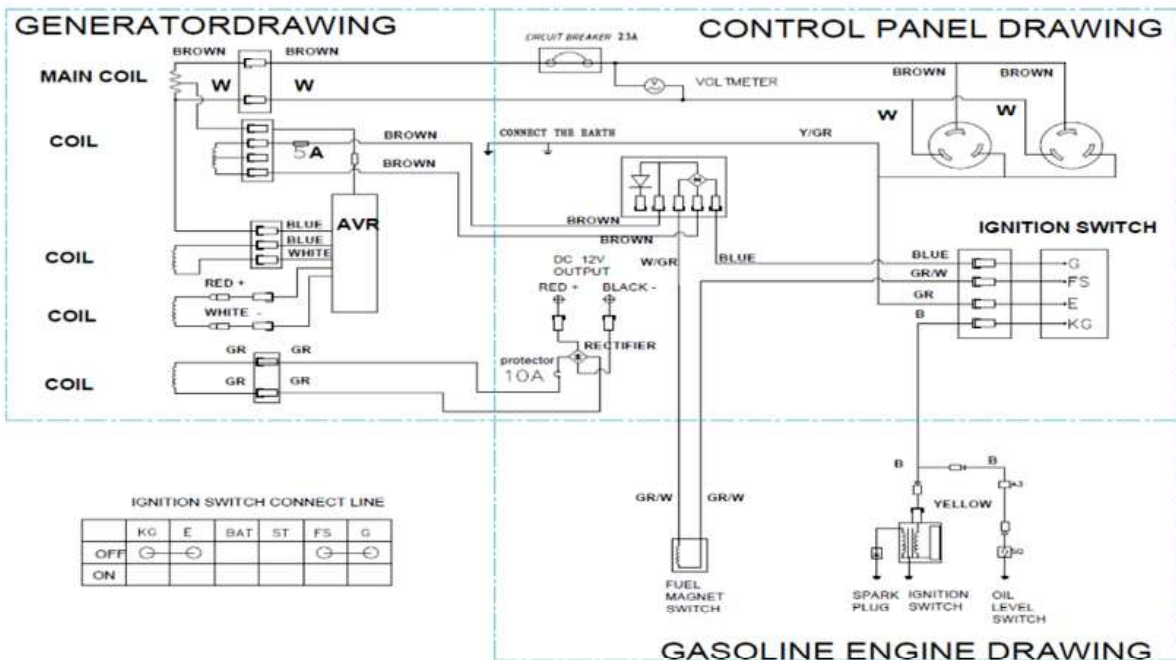 GENERATORDRAWING
CONTROL PANEL DRAWING
BROWN
BROWN
CIRCUIT BREAKER 23A
MAIN COIL
W
W
VOLTMETER
BROWN
BROWN
W
W
COIL
5A
BROWN
CONNECT THE EARTH
Y/GR
BROWN
BROWN
BROWN
AVR
BLUE
BLUE
WHITE
IGNITION SWITCH
COIL
W/GR
BLUE
BLUE
G
GR/W
FS
GR
E
B
KG
DC 12V
OUTPUT
RED +
BLACK -
RED +
WHITE -
COIL
RECTIFIER
protector
10A
GR
GR
GR
GR
COIL
B
B
A3
YELLOW
GR/W
GR/W
SQ
FUEL
MAGNET
SWITCH
SPARK
PLUG
IGNITION
SWITCH
OIL
LEVEL
SWITCH
IGNITION SWITCH CONNECT LINE
KG E BAT ST FS G
OFF
ON
GASOLINE ENGINE DRAWING